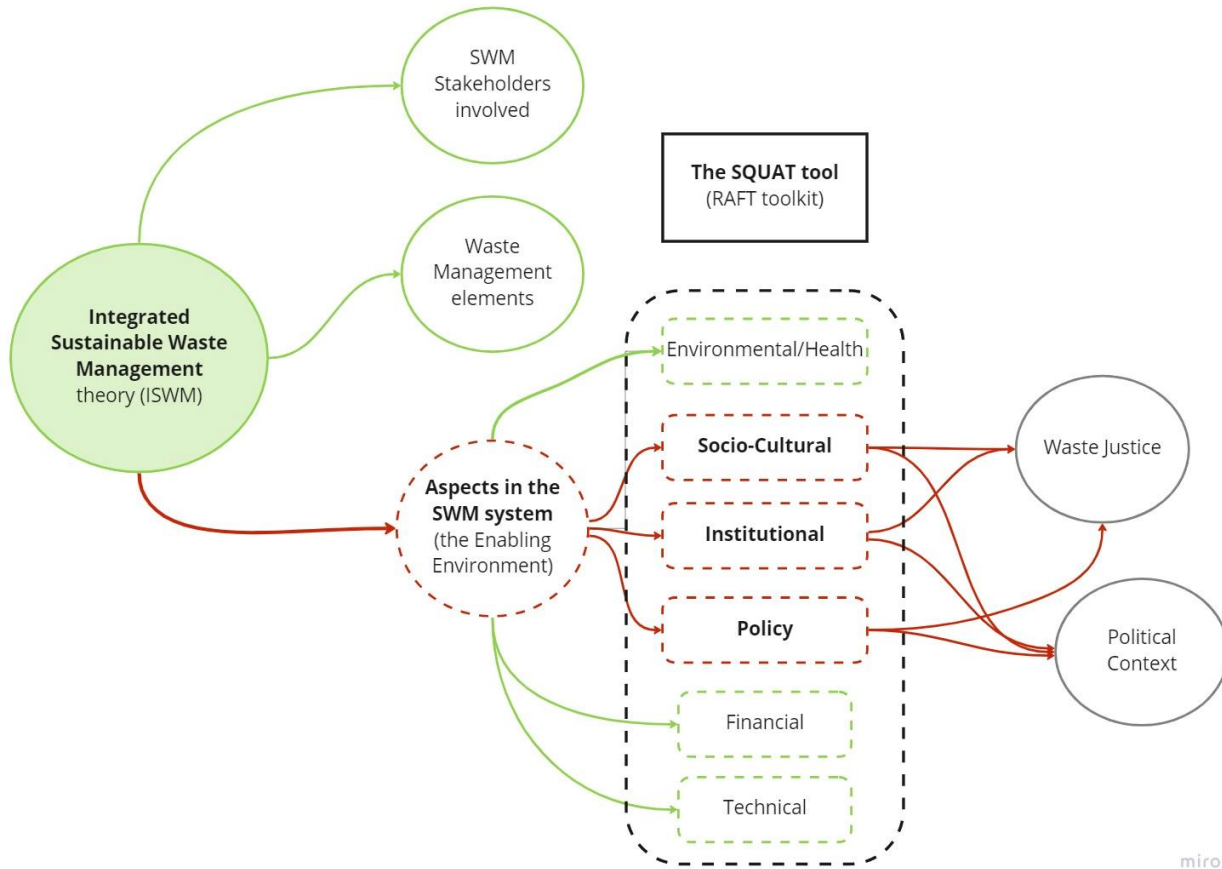 SWM
Stakeholders
involved
The SQUAT tool
(RAFT toolkit)
Waste
Management
elements
Integrated
Sustainable Waste
Management
theory (ISWM)
Environmental/Health
Socio-Cultural
Waste Justice
Aspects in the
SWM system
(the Enabling
Environment)
Institutional
Policy
Political
Context
Financial
Technical
miro